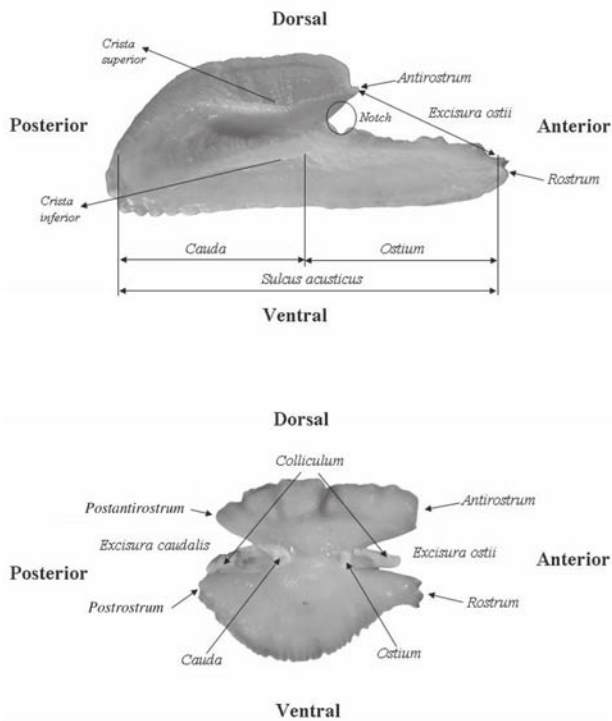 Dorsal
Crista
superior
Antirostrum
Excisura ostii
Notch
Posterior
Anterior
Rostrum
Crista
inferior
Cauda
Ostium
Sulcus acusticus
Ventral
Dorsal
Colliculum
Postantirostrum
Antirostrum
Excisura caudalis
Excisura ostii
Posterior
Anterior
Postrostrum
Rostrum
Cauda
Ostium
Ventral